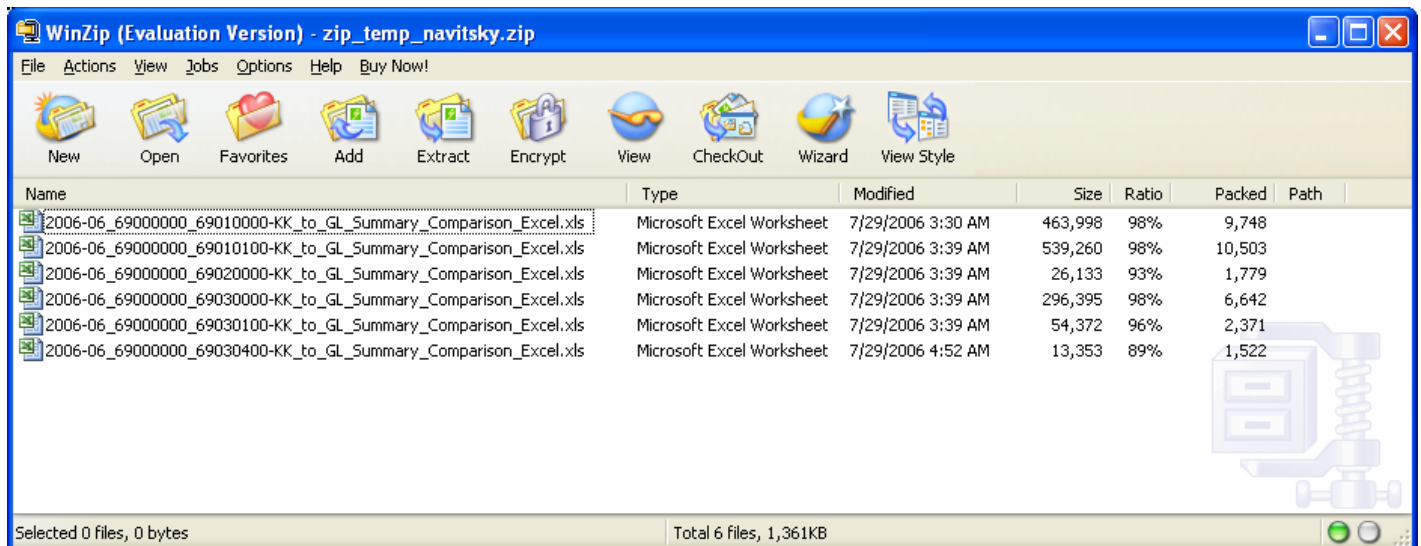 WinZip (Evaluation Version) - zip_temp_navitsky.zip
File Actions View Jobs Options Help Buy Now!
New Open Favorites Add Extract Encrypt View CheckOut Wizard View Style
Name Type Modified Size Ratio Packed Path
2006-06_69000000_69010000-KK_to_GL_Summary_Comparison_Excel.xls Microsoft Excel Worksheet 7/29/2006 3:30 AM 463,998 98% 9,748
2006-06_69000000_69010100-KK_to_GL_Summary_Comparison_Excel.xls Microsoft Excel Worksheet 7/29/2006 3:39 AM 539,260 98% 10,503
2006-06_69000000_69020000-KK_to_GL_Summary_Comparison_Excel.xls Microsoft Excel Worksheet 7/29/2006 3:39 AM 26,133 93% 1,779
2006-06_69000000_69030000-KK_to_GL_Summary_Comparison_Excel.xls Microsoft Excel Worksheet 7/29/2006 3:39 AM 296,395 98% 6,642
2006-06_69000000_69030100-KK_to_GL_Summary_Comparison_Excel.xls Microsoft Excel Worksheet 7/29/2006 3:39 AM 54,372 96% 2,371
2006-06_69000000_69030400-KK_to_GL_Summary_Comparison_Excel.xls Microsoft Excel Worksheet 7/29/2006 4:52 AM 13,353 89% 1,522
Selected 0 files, 0 bytes Total 6 files, 1,361KB